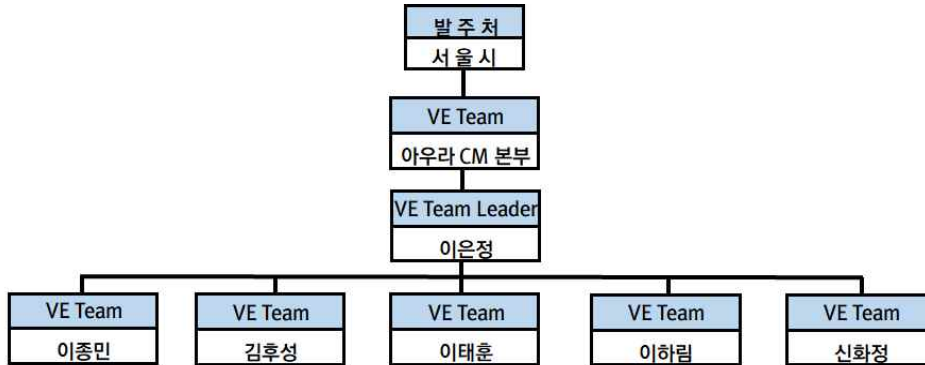 발 주 처
서 울 시
VE Team
아우라 CM 본부
VE Team Leader
이은정
VE Team
이종민
VE Team
김후성
VE Team
이태훈
VE Team
이하림
VE Team
신화정